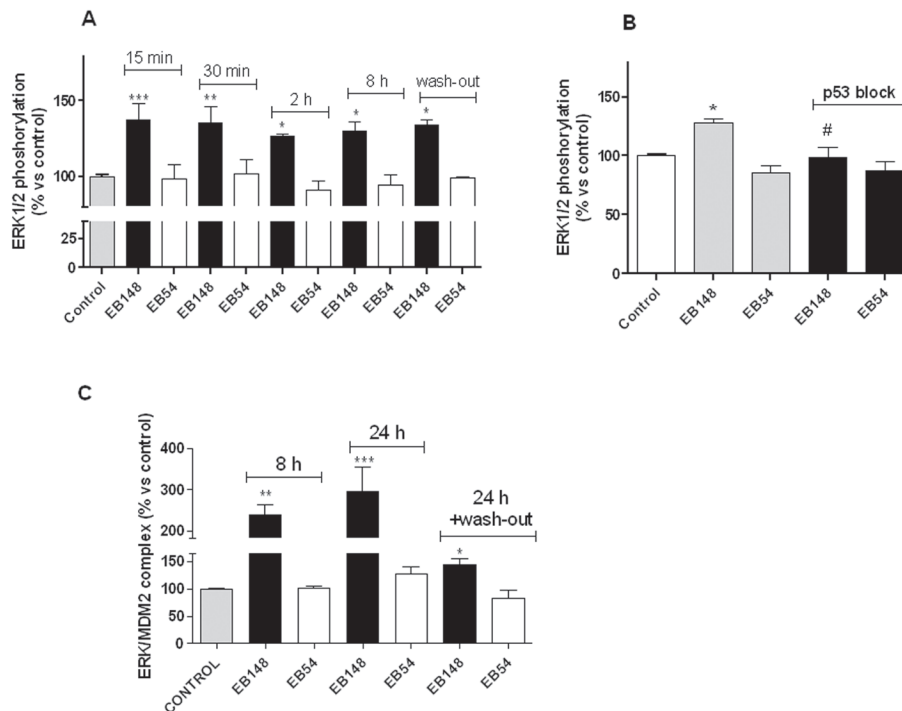 A
ERK1/2 phoshorylation
(% vs control)
150
100
25
0
15 min
30 min
2 h
8 h
wash-out
***
**
*
*
*
Control
EB148
EB54
EB148
EB54
EB148
EB54
EB148
EB54
EB148
EB54
B
ERK1/2 phoshorylation
(% vs control)
150
100
50
0
p53 block
*
#
Control
EB148
EB54
EB148
EB54
C
ERK/MDM2 complex (% vs control)
400
300
200
150
100
50
0
8 h
24 h
24 h
+wash-out
**
***
*
CONTROL
EB148
EB54
EB148
EB54
EB148
EB54